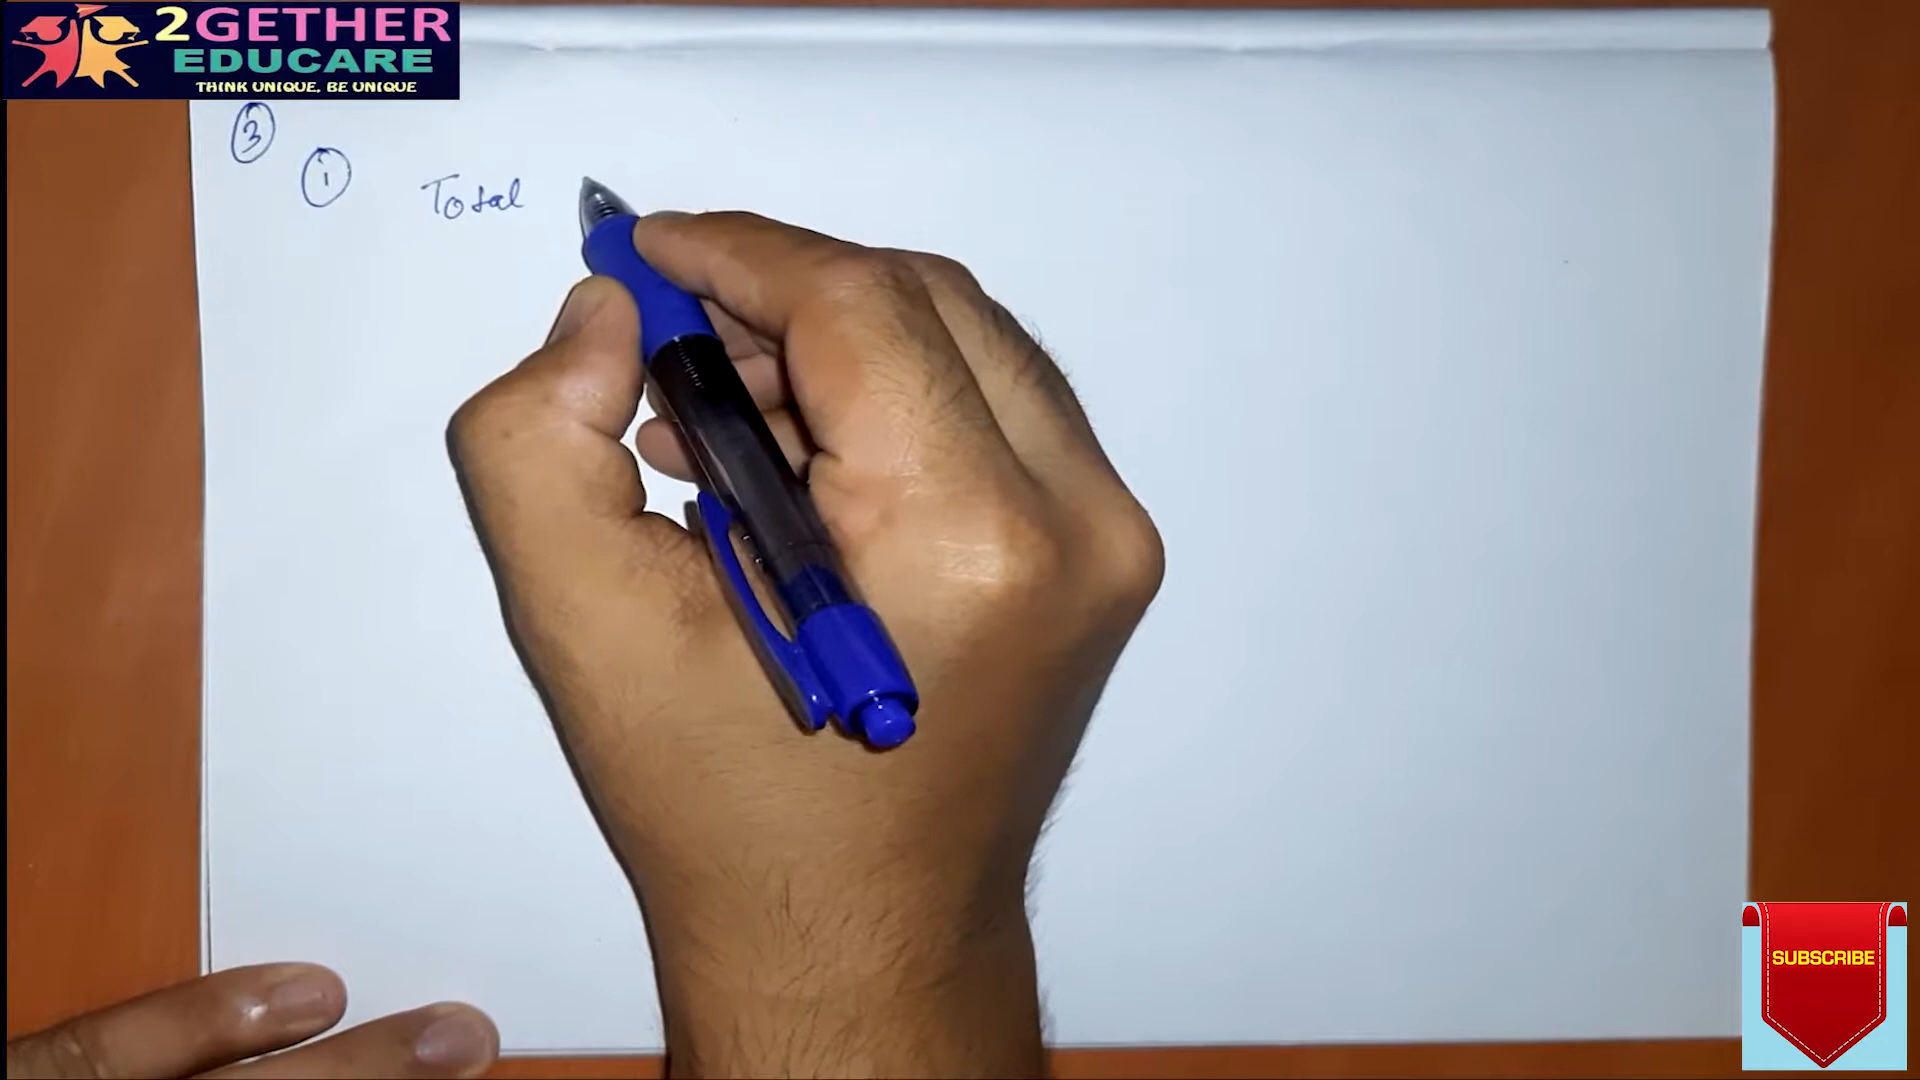 2GETHER
EDUCARE
THINK UNIQUE, BE UNIQUE
3
1 Total
SUBSCRIBE